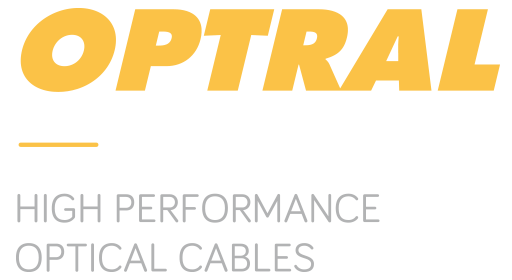 OPTRAL
HIGH PERFORMANCE
OPTICAL CABLES